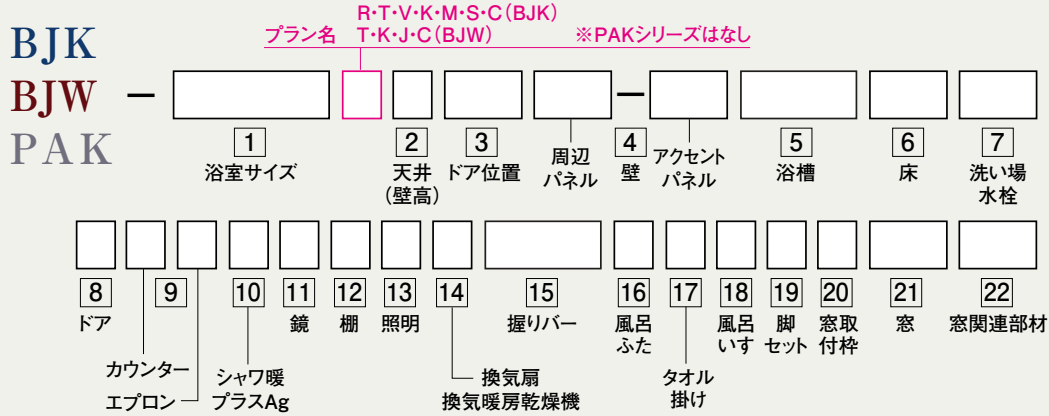 R・T・V・K・M・S・C(BJK)
プラン名 T・K・J・C(BJW) ※PAKシリーズはなし
BJK
BJW
PAK
1
浴室サイズ
2
天井
(壁高)
3
ドア位置
周辺
パネル
4
壁
アクセント
パネル
5
浴槽
6
床
7
洗い場
水栓
8
ドア
9
カウンター
エプロン
10
シャワ暖
プラスAg
11
鏡
12
棚
13
照明
14
換気扇
換気暖房乾燥機
15
握りバー
16
風呂
ふた
17
タオル
掛け
18
風呂
いす
19
脚
セット
20
窓取
付枠
21
窓
22
窓関連部材